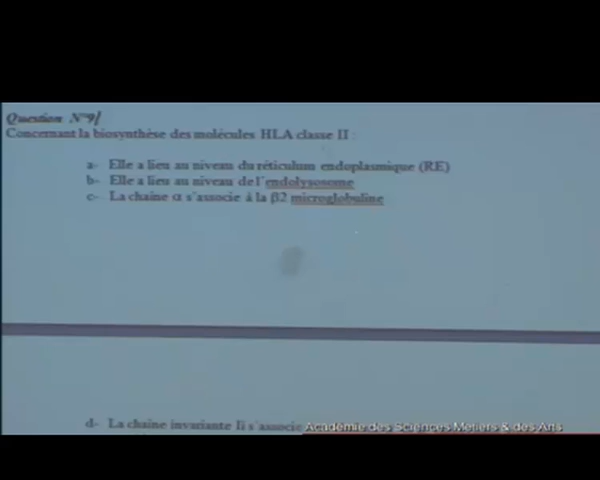 Question N°9/
Concernant la biosynthèse des molécules HLA classe II :
a- Elle a lieu au niveau du réticulum endoplasmique (RE)
b- Elle a lieu au niveau de l'endolysosome
c- La chaine α s'associe à la β2 microglobuline
d- La chaine invariante Ii s'associe
Académie des Sciences Metiers & des Arts